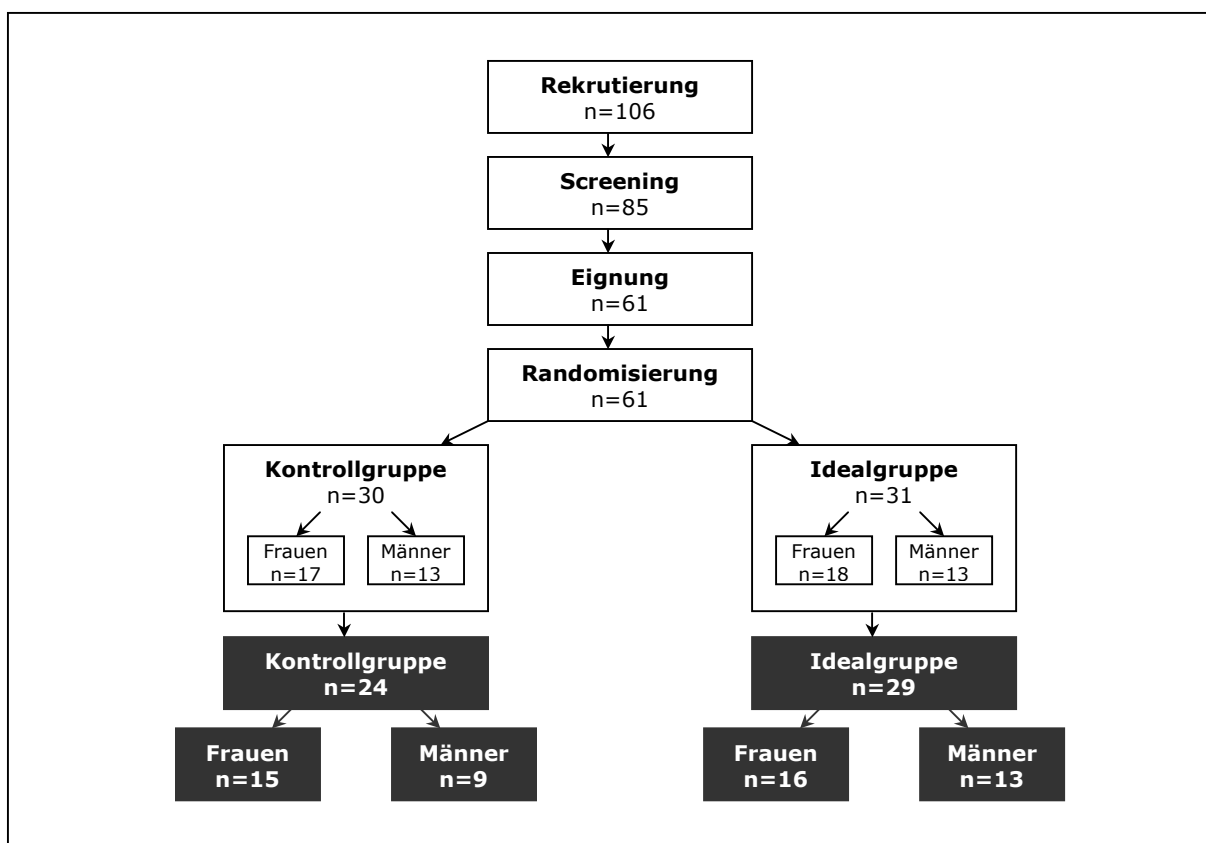 Rekrutierung
n=106
Screening
n=85
Eignung
n=61
Randomisierung
n=61
Kontrollgruppe
n=30
Frauen
n=17
Männer
n=13
Idealgruppe
n=31
Frauen
n=18
Männer
n=13
Kontrollgruppe
n=24
Frauen
n=15
Männer
n=9
Idealgruppe
n=29
Frauen
n=16
Männer
n=13